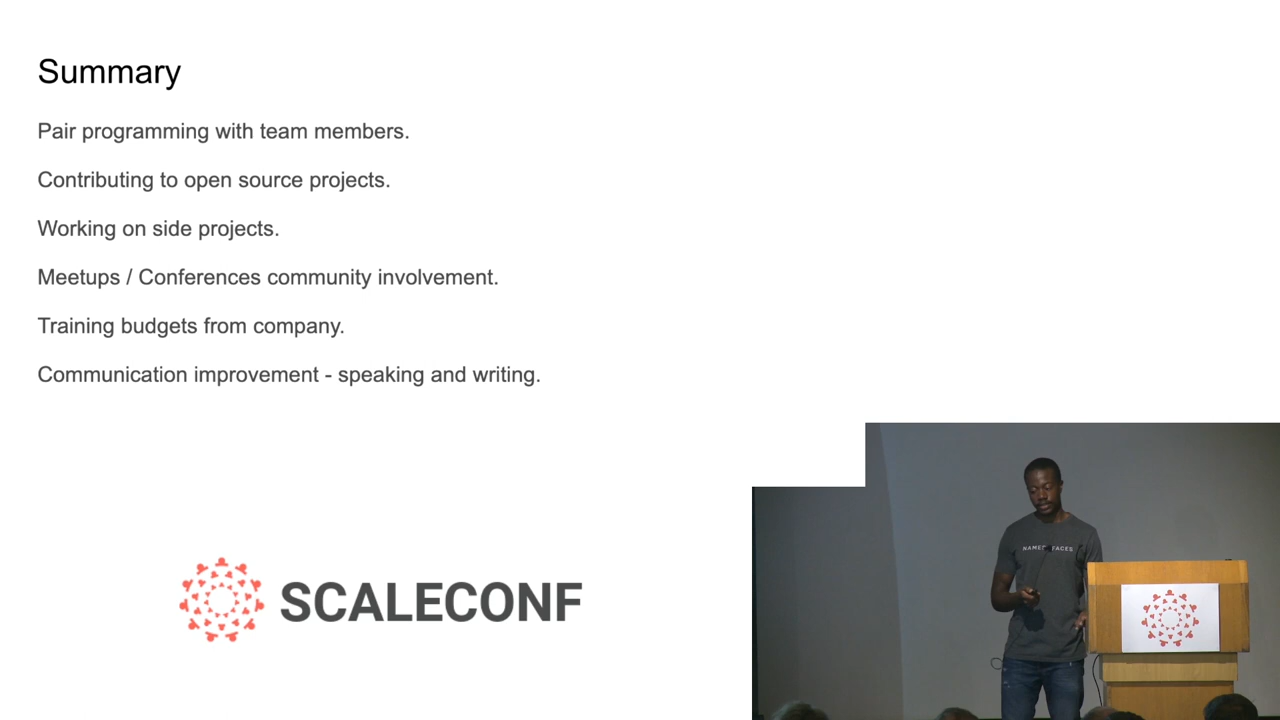 Summary
Pair programming with team members.
Contributing to open source projects.
Working on side projects.
Meetups / Conferences community involvement.
Training budgets from company.
Communication improvement - speaking and writing.
SCALECONF